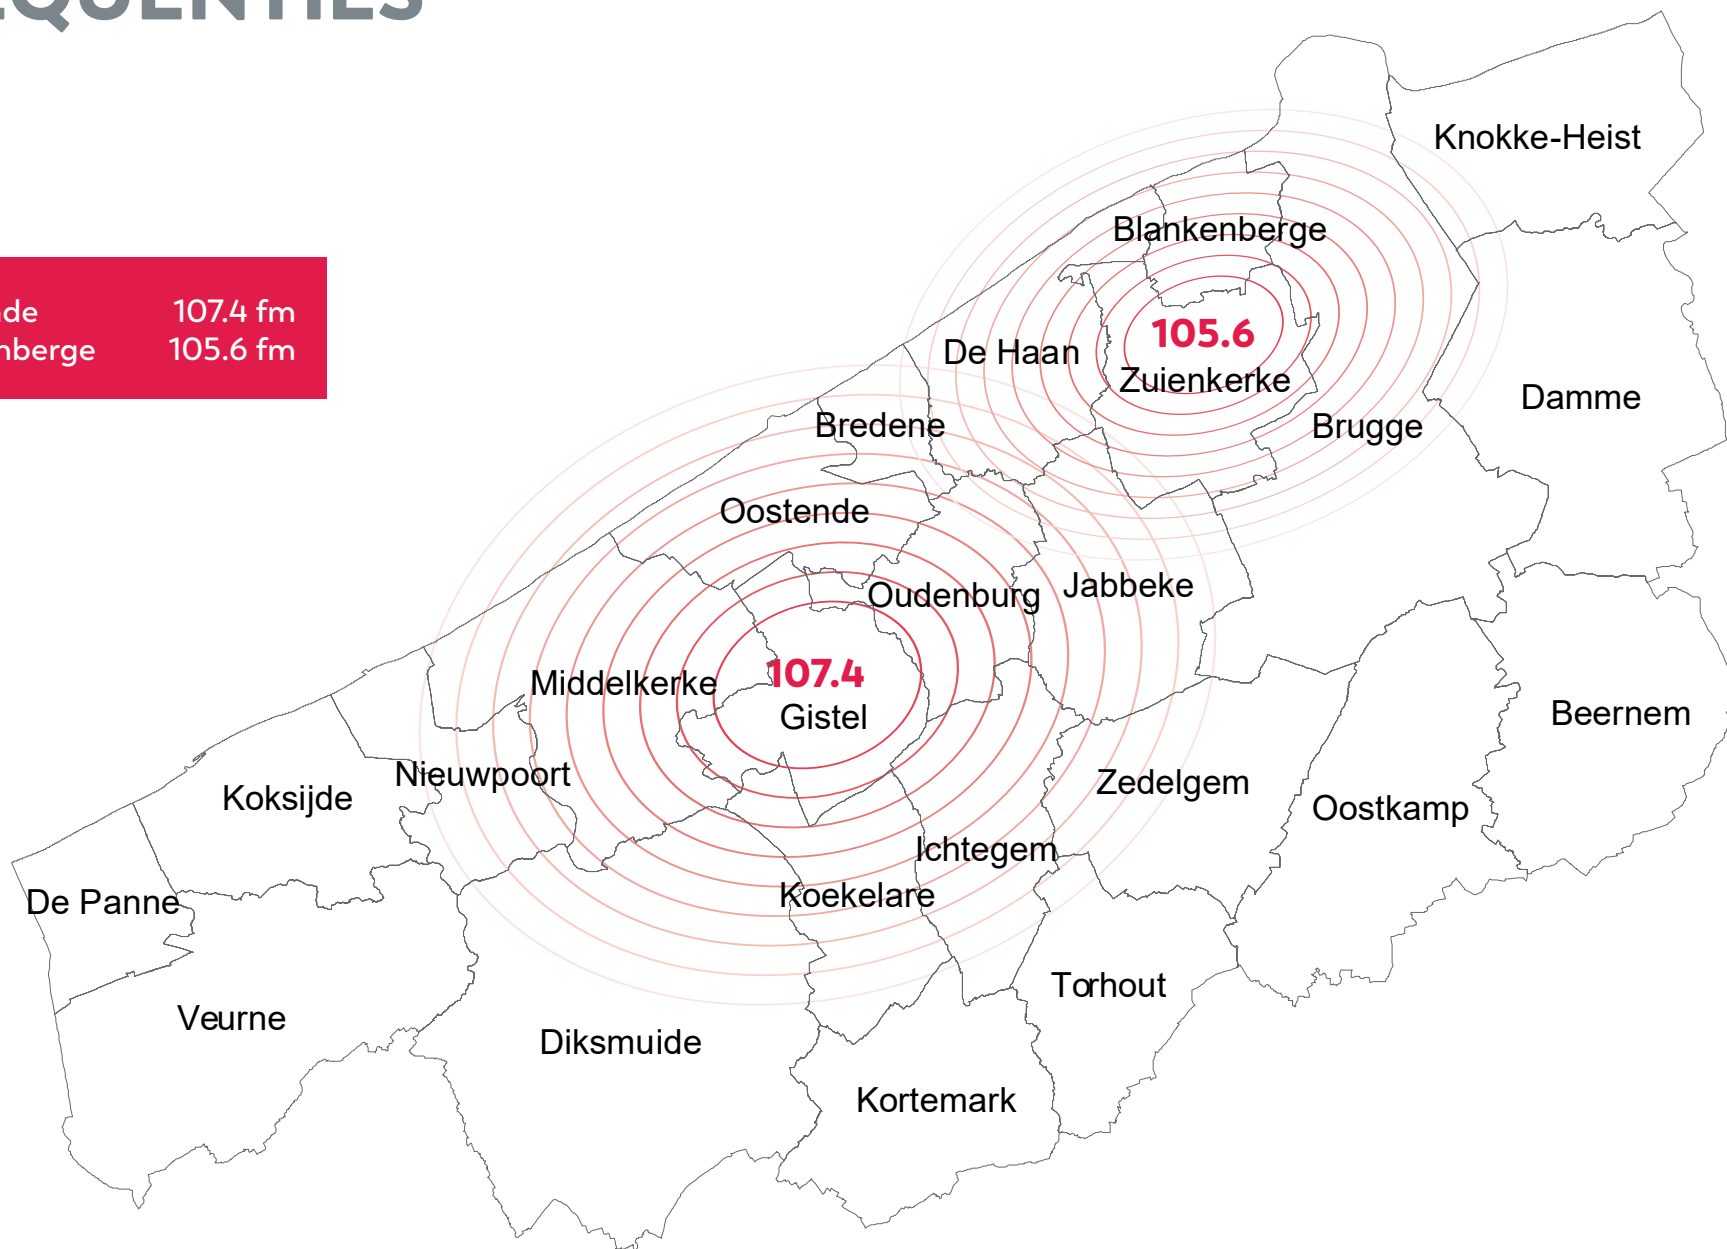 EQUENTIES
nde 107.4 fm
nberge 105.6 fm
Knokke-Heist
Blankenberge
105.6
De Haan
Zuienkerke
Damme
Bredene
Brugge
Oostende
Jabbeke
Oudenburg
107.4
Middelkerke
Gistel
Beernem
Nieuwpoort
Koksijde
Zedelgem
Oostkamp
Ichtegem
Koekelare
De Panne
Torhout
Veurne
Diksmuide
Kortemark